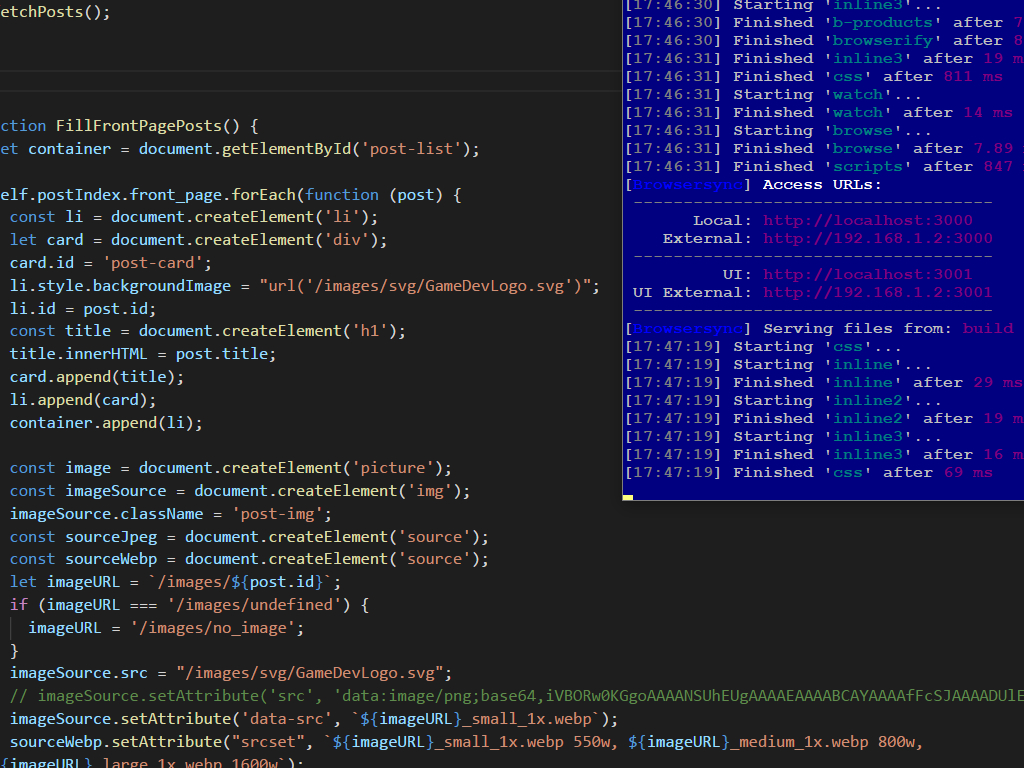 etchPosts();
ction FillFrontPagePosts() {
et container = document.getElementById('post-list');
elf.postIndex.front_page.forEach(function (post) {
const li = document.createElement('li');
let card = document.createElement('div');
card.id = 'post-card';
li.style.backgroundImage = "url('/images/svg/GameDevLogo.svg')";
li.id = post.id;
const title = document.createElement('h1');
title.innerHTML = post.title;
card.append(title);
li.append(card);
container.append(li);
const image = document.createElement('picture');
const imageSource = document.createElement('img');
imageSource.className = 'post-img';
const sourceJpeg = document.createElement('source');
const sourceWebp = document.createElement('source');
let imageURL = `/images/${post.id}`;
if (imageURL === '/images/undefined') {
imageURL = '/images/no_image';
}
imageSource.src = "/images/svg/GameDevLogo.svg";
// imageSource.setAttribute('src', 'data:image/png;base64,iVBORw0KGgoAAAANSUhEUgAAAAEAAAABCAYAAAAfFcSJAAAADUlE
imageSource.setAttribute('data-src', `${imageURL}_small_1x.webp`);
sourceWebp.setAttribute("srcset", `${imageURL}_small_1x.webp 550w, ${imageURL}_medium_1x.webp 800w,
{imageURL}_large_1x.webp 1600w`);
[17:46:30] Starting 'inline3'...
[17:46:30] Finished 'b-products' after 7
[17:46:30] Finished 'browserify' after 8
[17:46:31] Finished 'inline3' after 19 m
[17:46:31] Finished 'css' after 811 ms
[17:46:31] Starting 'watch'...
[17:46:31] Finished 'watch' after 14 ms
[17:46:31] Starting 'browse'...
[17:46:31] Finished 'browse' after 7.89
[17:46:31] Finished 'scripts' after 847
[Browsersync] Access URLs:
------------------------------------
Local: http://localhost:3000
External: http://192.168.1.2:3000
------------------------------------
UI: http://localhost:3001
UI External: http://192.168.1.2:3001
------------------------------------
[Browsersync] Serving files from: build
[17:47:19] Starting 'css'...
[17:47:19] Starting 'inline'...
[17:47:19] Finished 'inline' after 29 ms
[17:47:19] Starting 'inline2'...
[17:47:19] Finished 'inline2' after 19 m
[17:47:19] Starting 'inline3'...
[17:47:19] Finished 'inline3' after 16 m
[17:47:19] Finished 'css' after 69 ms